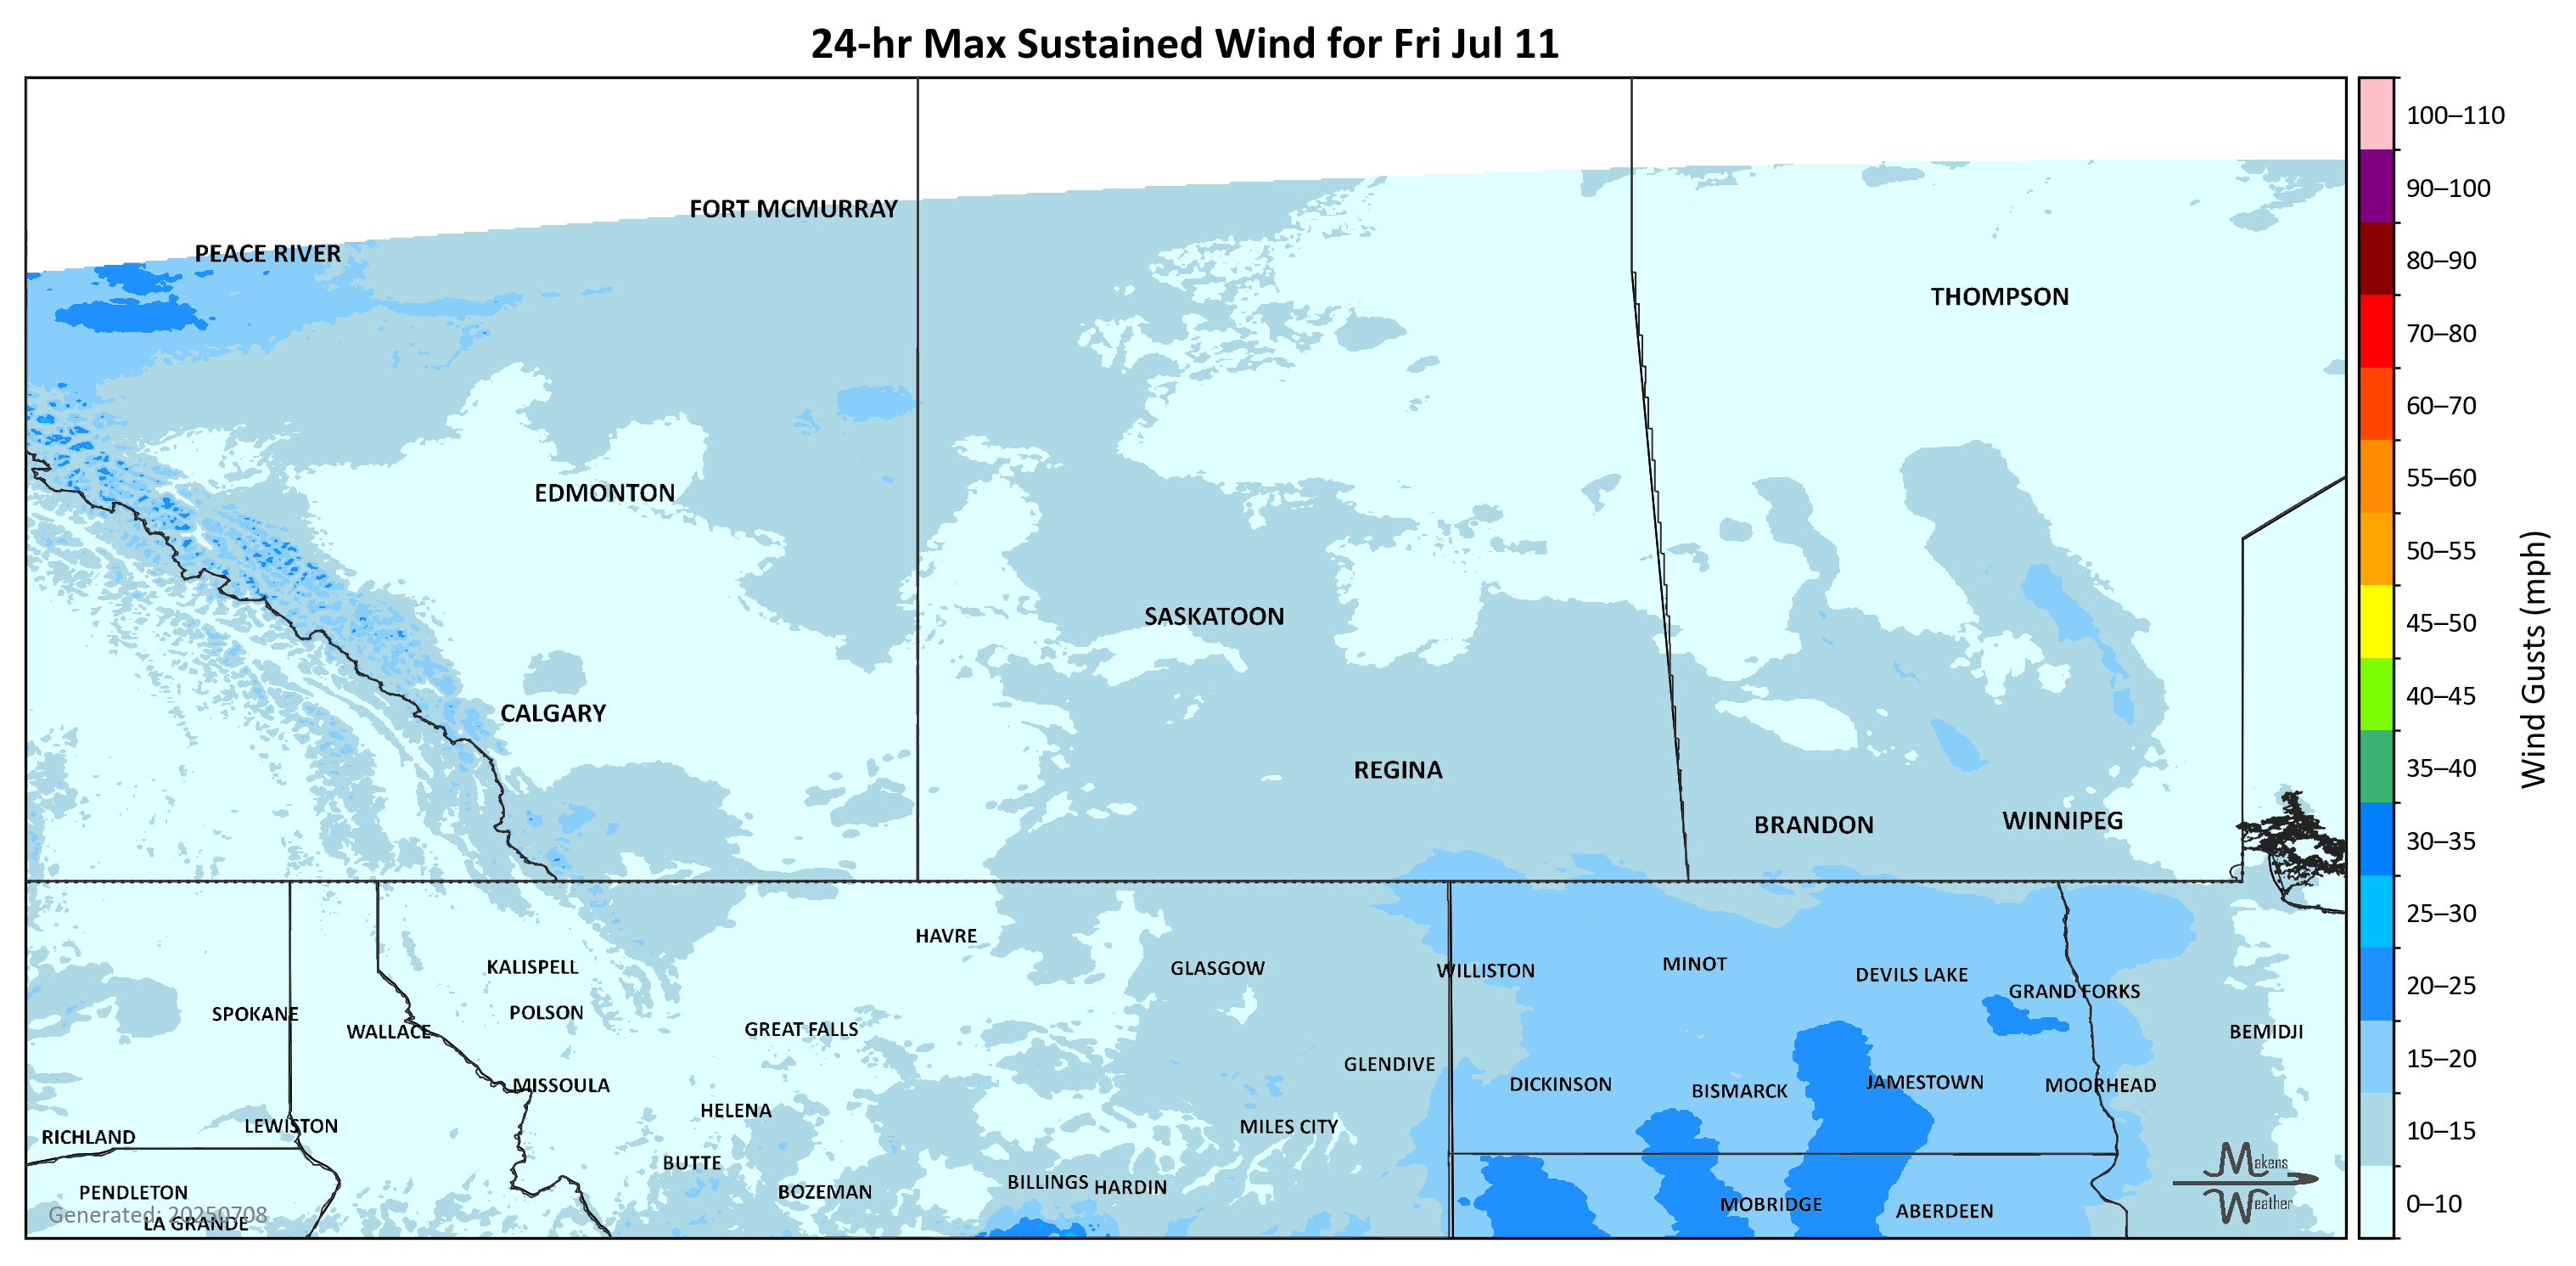 24-hr Max Sustained Wind for Fri Jul 11
FORT MCMURRAY
PEACE RIVER
THOMPSON
EDMONTON
SASKATOON
CALGARY
REGINA
BRANDON
WINNIPEG
HAVRE
KALISPELL
GLASGOW
WILLISTON
MINOT
DEVILS LAKE
GRAND FORKS
SPOKANE
POLSON
WALLACE
GREAT FALLS
BEMIDJI
GLENDIVE
MISSOULA
DICKINSON
BISMARCK
JAMESTOWN
MOORHEAD
HELENA
LEWISTON
MILES CITY
RICHLAND
BUTTE
PENDLETON
BOZEMAN
BILLINGS
HARDIN
MOBRIDGE
ABERDEEN
LA GRANDE
Generated: 20250708
Makens
Weather
100–110
90–100
80–90
70–80
60–70
55–60
50–55
45–50
40–45
35–40
30–35
25–30
20–25
15–20
10–15
0–10
Wind Gusts (mph)